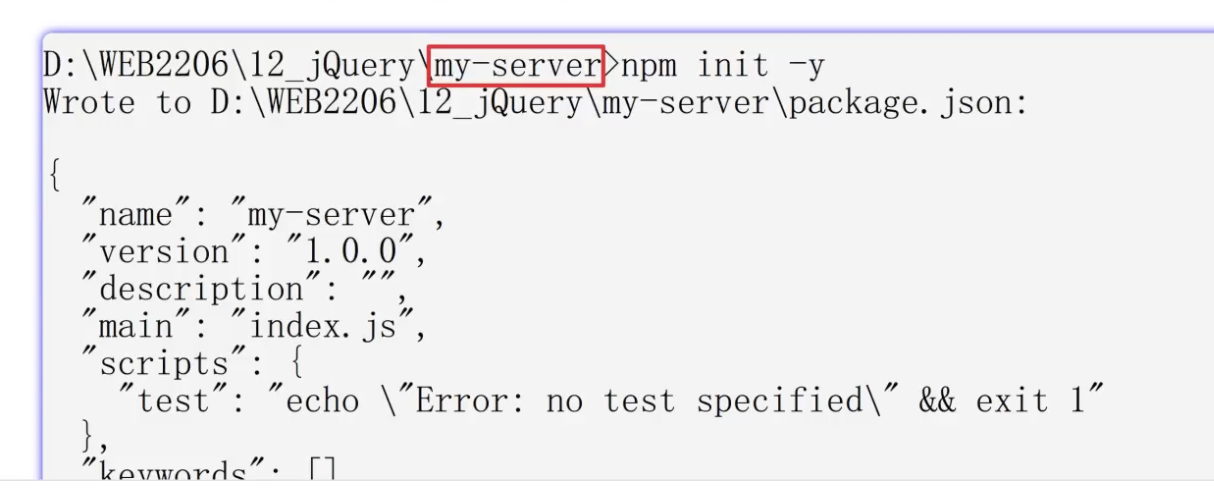 D:\WEB2206\12_jQuery\my-server>npm init -y
Wrote to D:\WEB2206\12_jQuery\my-server\package.json:
{
"name": "my-server",
"version": "1.0.0",
"description": "",
"main": "index.js",
"scripts": {
"test": "echo \"Error: no test specified\" && exit 1"
},
"keywords": []